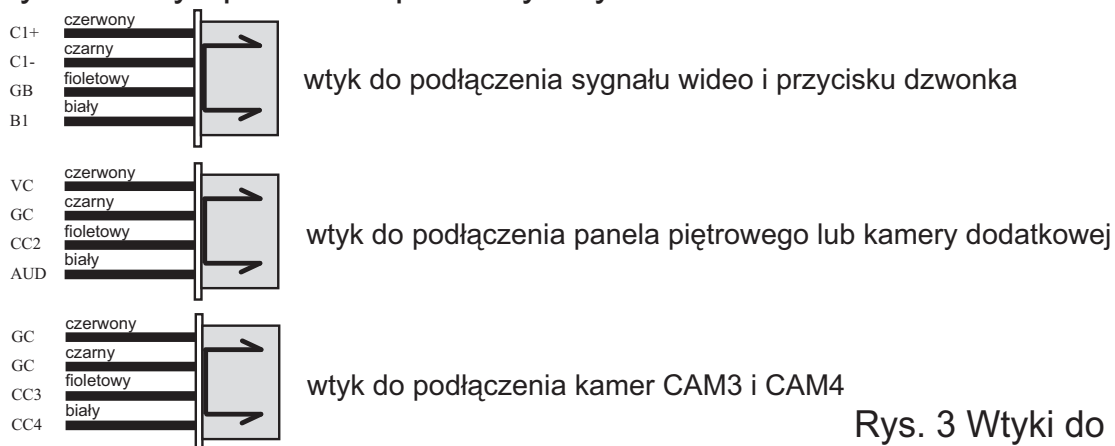 C1+ czerwony
C1- czarny
GB fioletowy
B1 biały
wtyk do podłączenia sygnału wideo i przycisku dzwonka
VC czerwony
GC czarny
CC2 fioletowy
AUD biały
wtyk do podłączenia panela piętrowego lub kamery dodatkowej
GC czerwony
GC czarny
CC3 fioletowy
CC4 biały
wtyk do podłączenia kamer CAM3 i CAM4
Rys. 3 Wtyki do